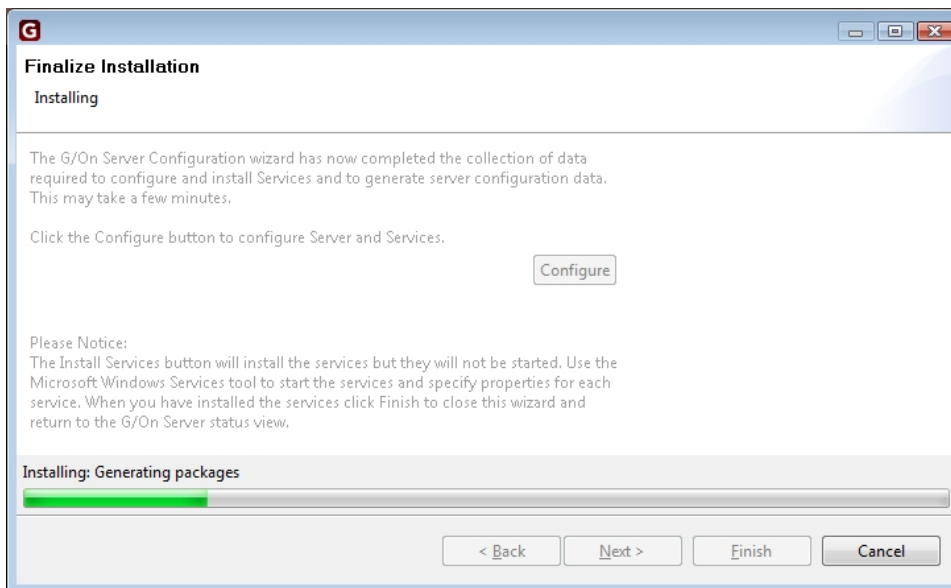 G
Finalize Installation
Installing
The G/On Server Configuration wizard has now completed the collection of data
required to configure and install Services and to generate server configuration data.
This may take a few minutes.
Click the Configure button to configure Server and Services.
Configure
Please Notice:
The Install Services button will install the services but they will not be started. Use the
Microsoft Windows Services tool to start the services and specify properties for each
service. When you have installed the services click Finish to close this wizard and
return to the G/On Server status view.
Installing: Generating packages
< Back Next > Finish Cancel